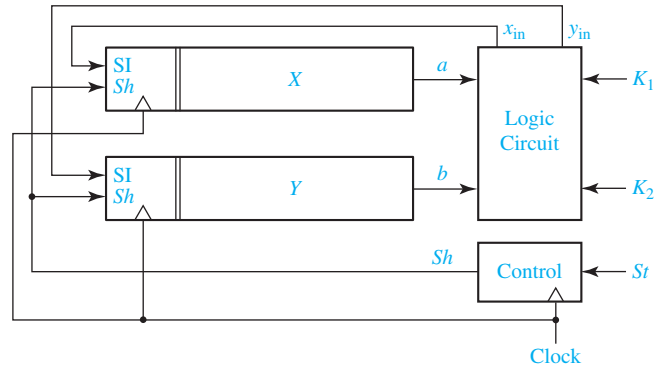 x_in y_in
SI
Sh
X
a
K_1
Logic
Circuit
SI
Sh
Y
b
K_2
Sh
Control
St
Clock